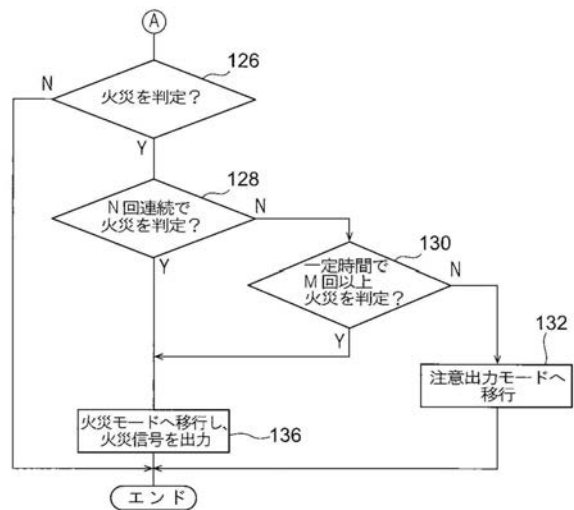 A
126
N
火災を判定？
Y
128
N回連続で
火災を判定？
N
Y
130
一定時間で
M回以上
火災を判定？
N
Y
132
注意出力モードへ
移行
火災モードへ移行し、
火災信号を出力
136
エンド